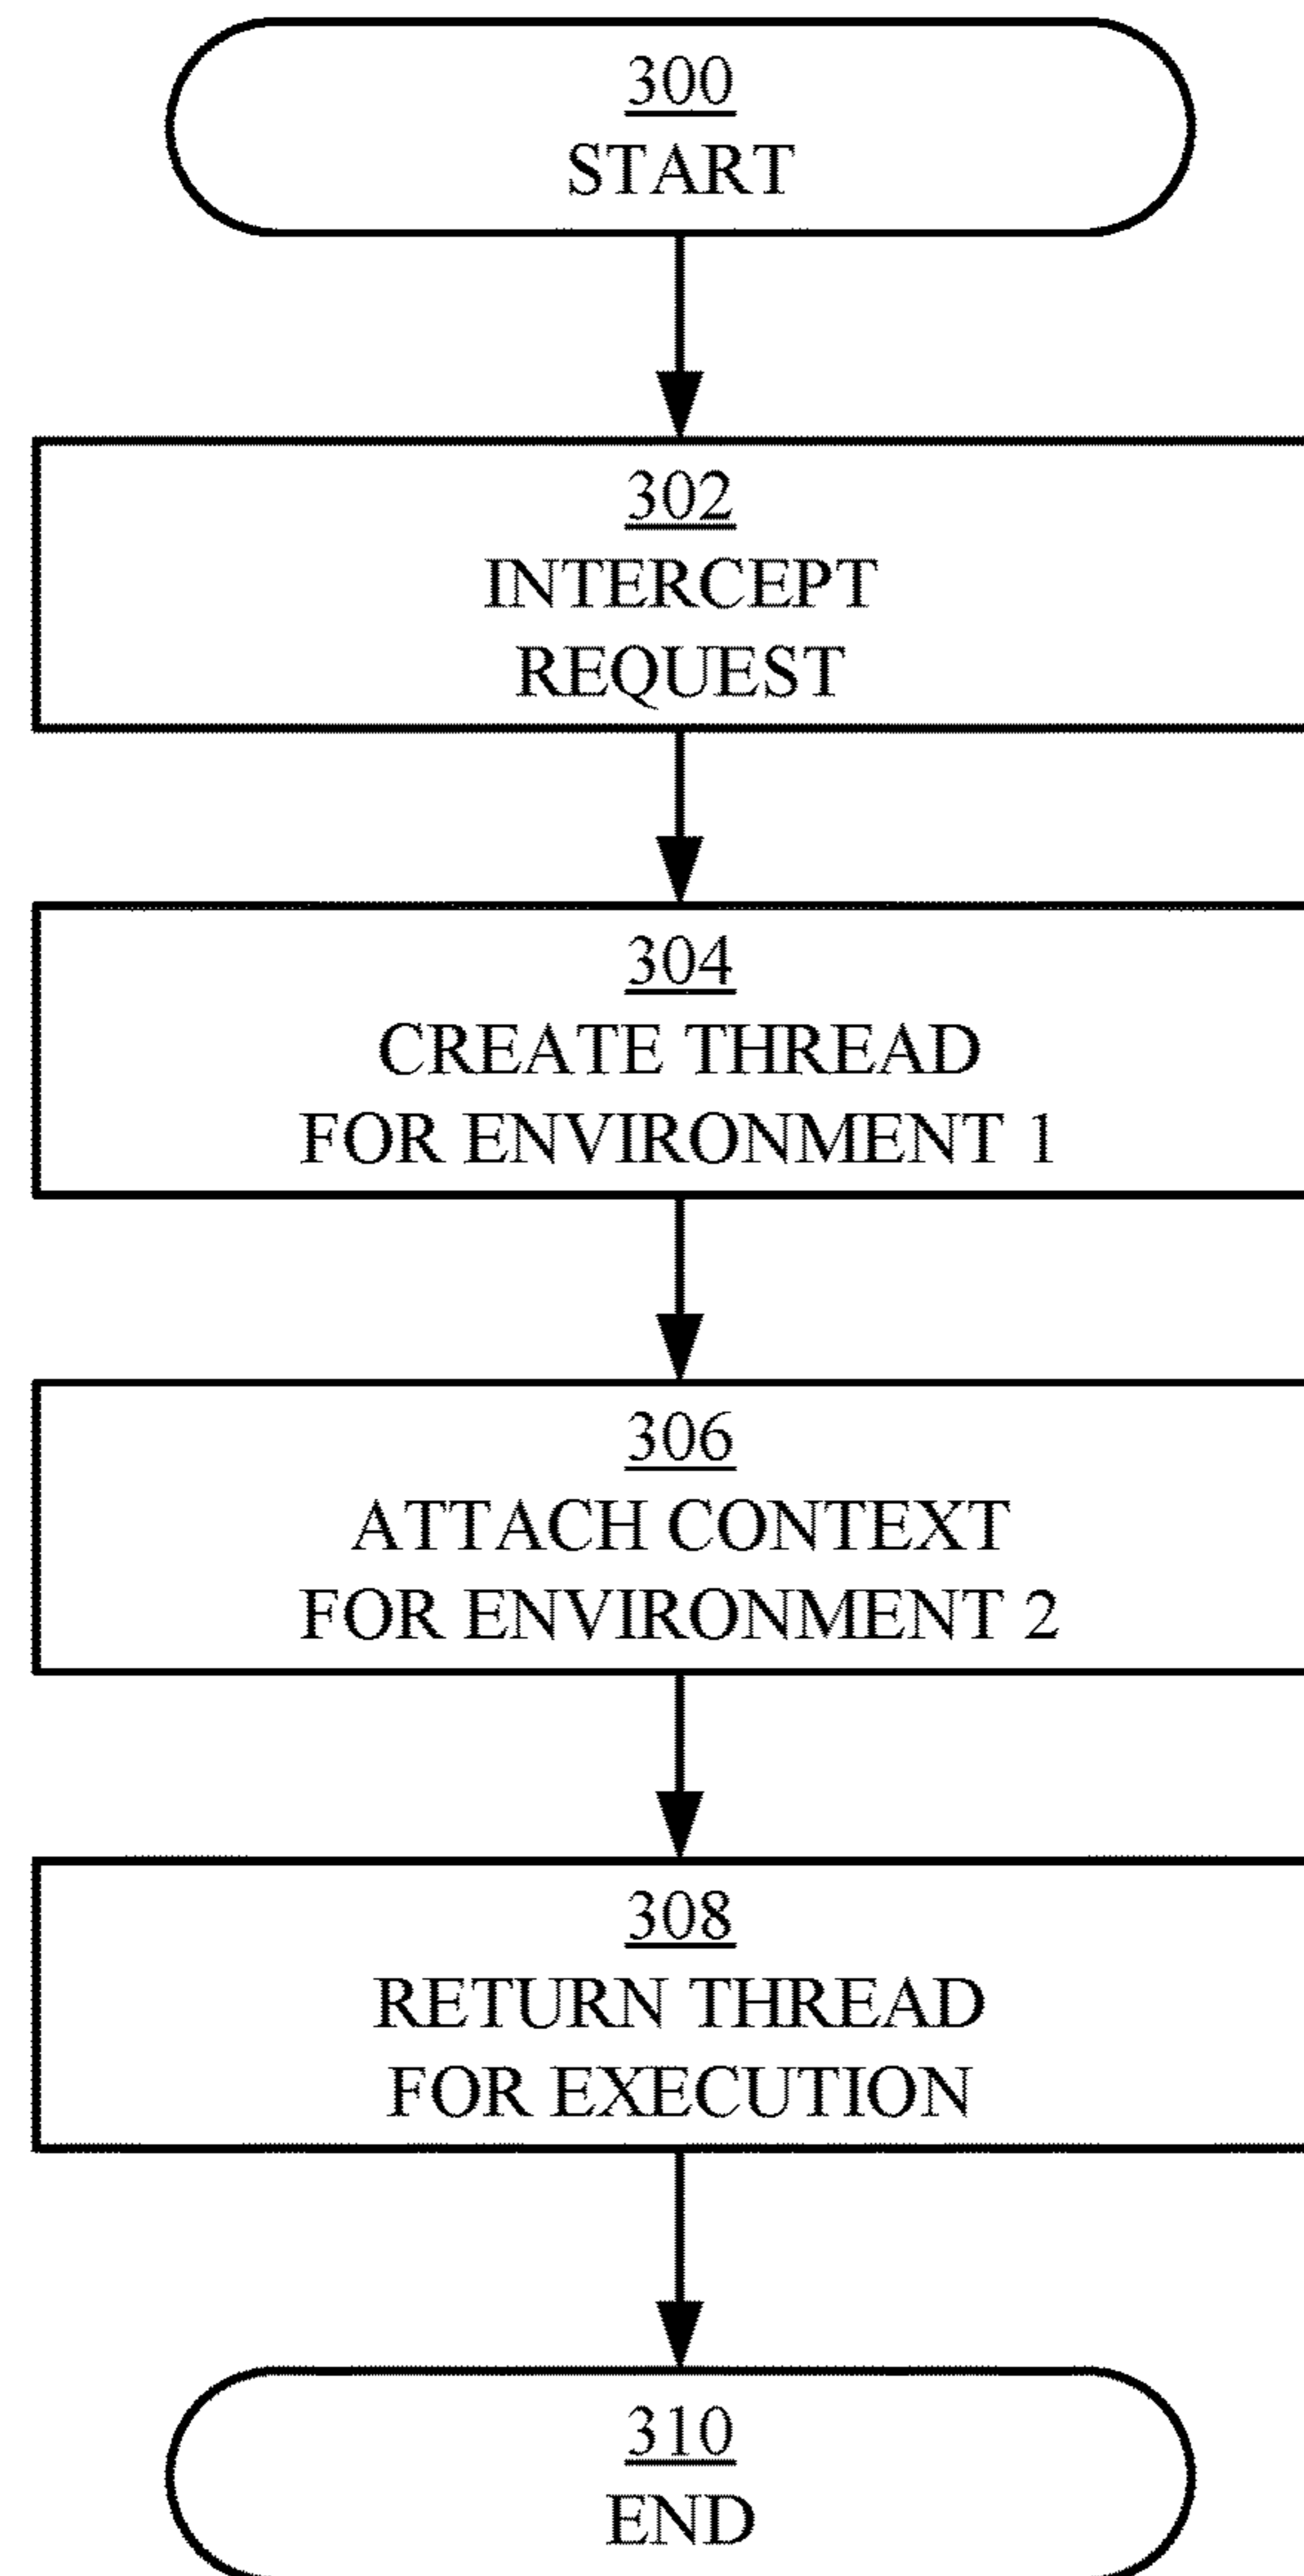 300
START
302
INTERCEPT
REQUEST
304
CREATE THREAD
FOR ENVIRONMENT 1
306
ATTACH CONTEXT
FOR ENVIRONMENT 2
308
RETURN THREAD
FOR EXECUTION
310
END